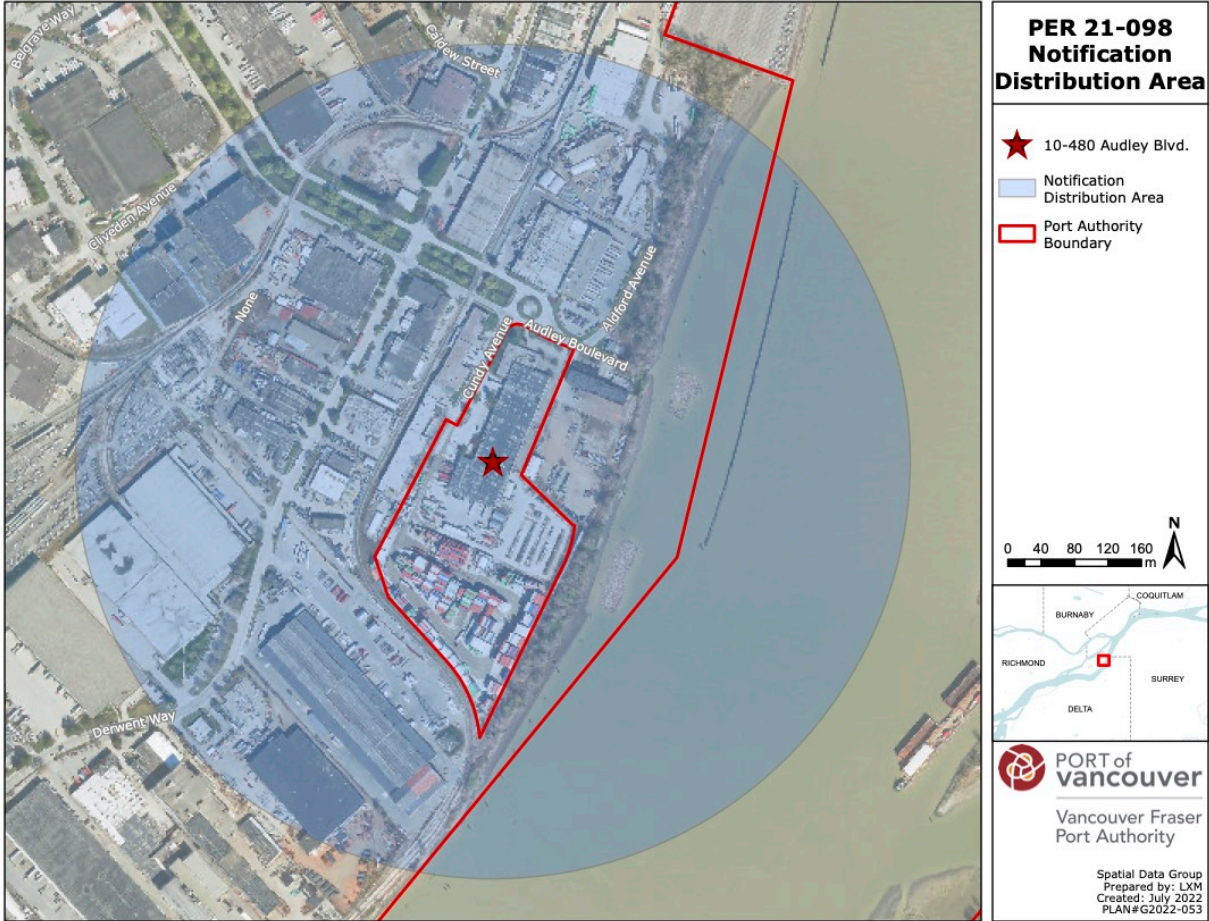 Belgrave Way
Caldew Street
Cliveden Avenue
None
Aldford Avenue
Cundy Avenue
Audley Boulevard
Derwent Way
PER 21-098
Notification
Distribution Area
10-480 Audley Blvd.
Notification
Distribution Area
Port Authority
Boundary
N
0 40 80 120 160
m
COQUITLAM
BURNABY
RICHMOND
SURREY
DELTA
PORT of
vancouver
Vancouver Fraser
Port Authority
Spatial Data Group
Prepared by: LXM
Created: July 2022
PLAN#G2022-053